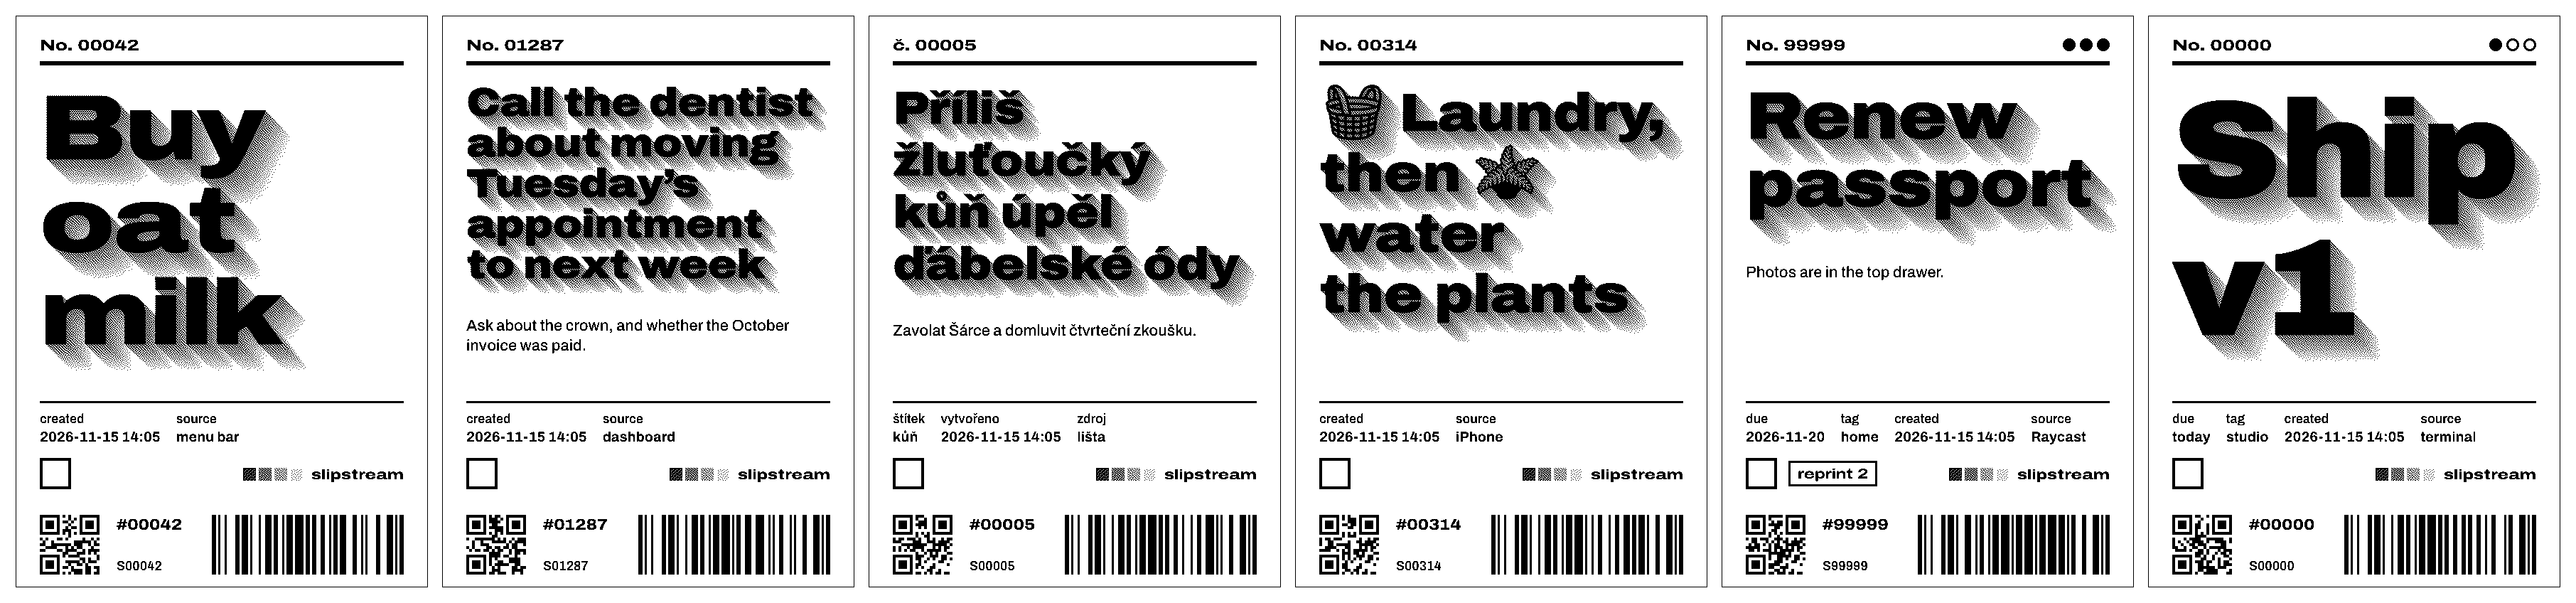 No. 00042
Buy
oat
milk
created source
2026-11-15 14:05 menu bar
slipstream
#00042
S00042
No. 01287
Call the dentist
about moving
Tuesday’s
appointment
to next week
Ask about the crown, and whether the October
invoice was paid.
created source
2026-11-15 14:05 dashboard
slipstream
#01287
S01287
č. 00005
Příliš
žluťoučký
kůň úpěl
ďábelské ódy
Zavolat Šárce a domluvit čtvrteční zkoušku.
štítek vytvořeno zdroj
kůň 2026-11-15 14:05 lišta
slipstream
#00005
S00005
No. 00314
Laundry,
then
water
the plants
created source
2026-11-15 14:05 iPhone
slipstream
#00314
S00314
No. 99999
Renew
passport
Photos are in the top drawer.
due tag created source
2026-11-20 home 2026-11-15 14:05 Raycast
reprint 2 slipstream
#99999
S99999
No. 00000
Ship
v1
due tag created source
today studio 2026-11-15 14:05 terminal
slipstream
#00000
S00000